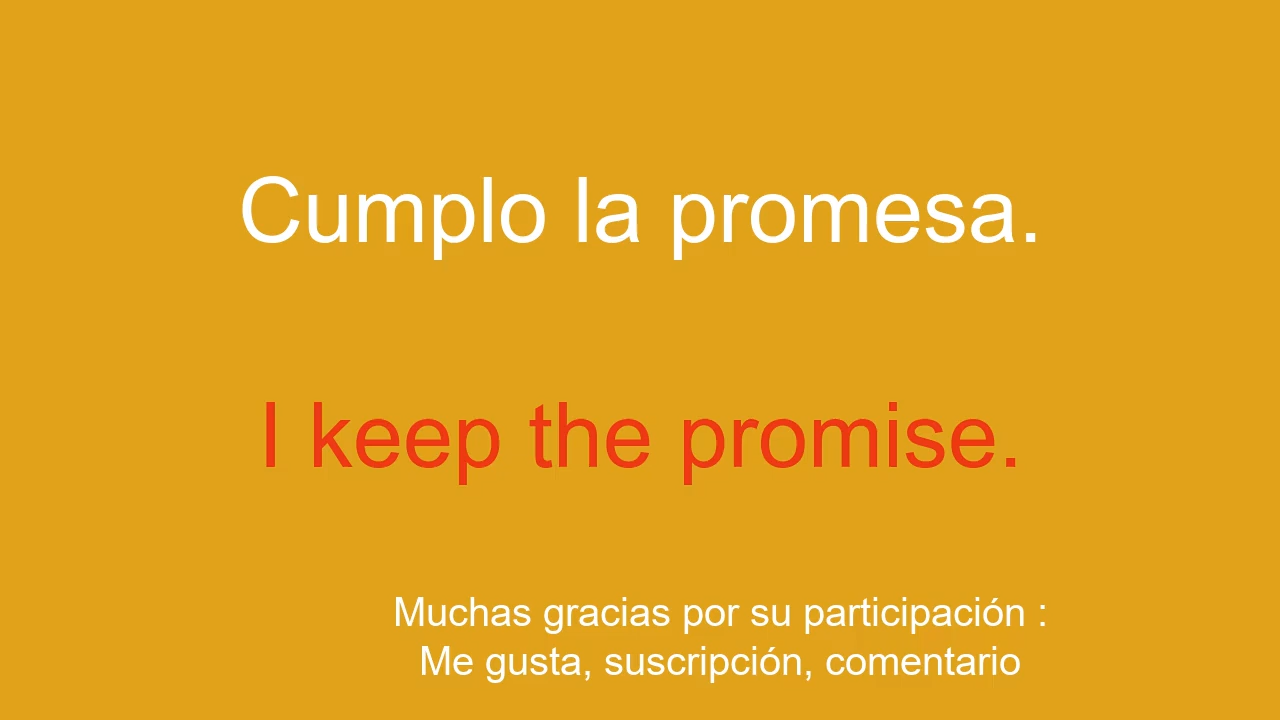 Cumplo la promesa.
I keep the promise.
Muchas gracias por su participación :
Me gusta, suscripción, comentario